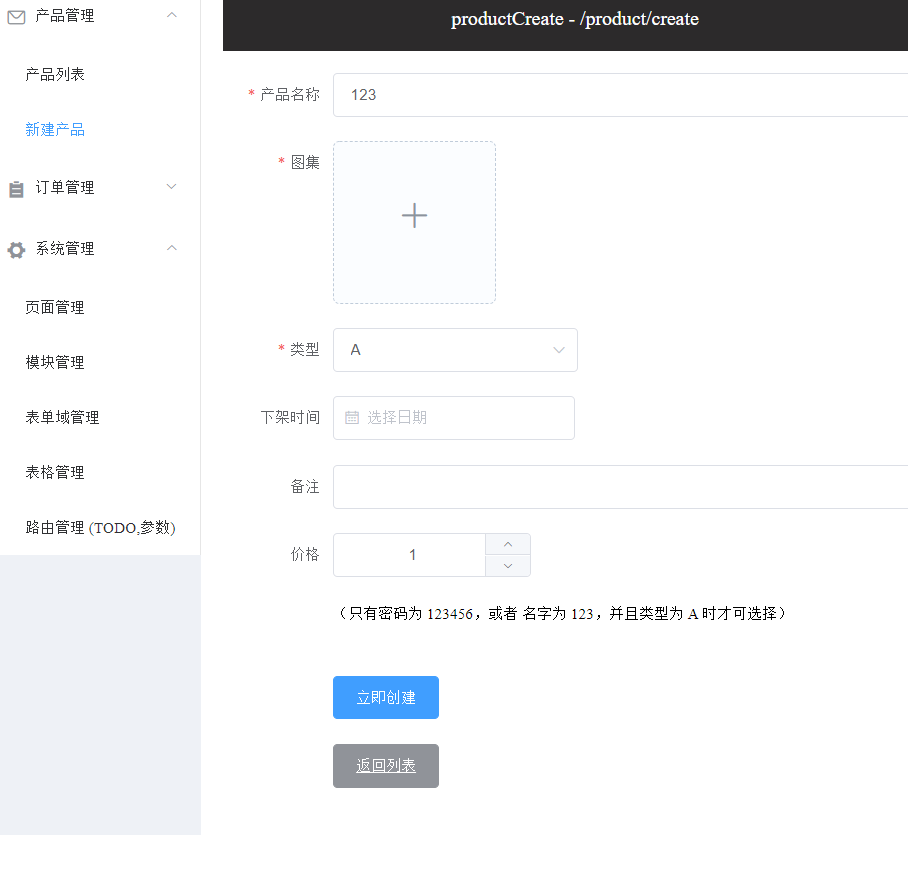 产品管理
产品列表
新建产品
订单管理
系统管理
页面管理
模块管理
表单域管理
表格管理
路由管理 (TODO,参数)
productCreate - /product/create
* 产品名称
123
* 图集
* 类型
A
下架时间
选择日期
备注
价格
1
（只有密码为 123456，或者 名字为 123，并且类型为 A 时才可选择）
立即创建
返回列表